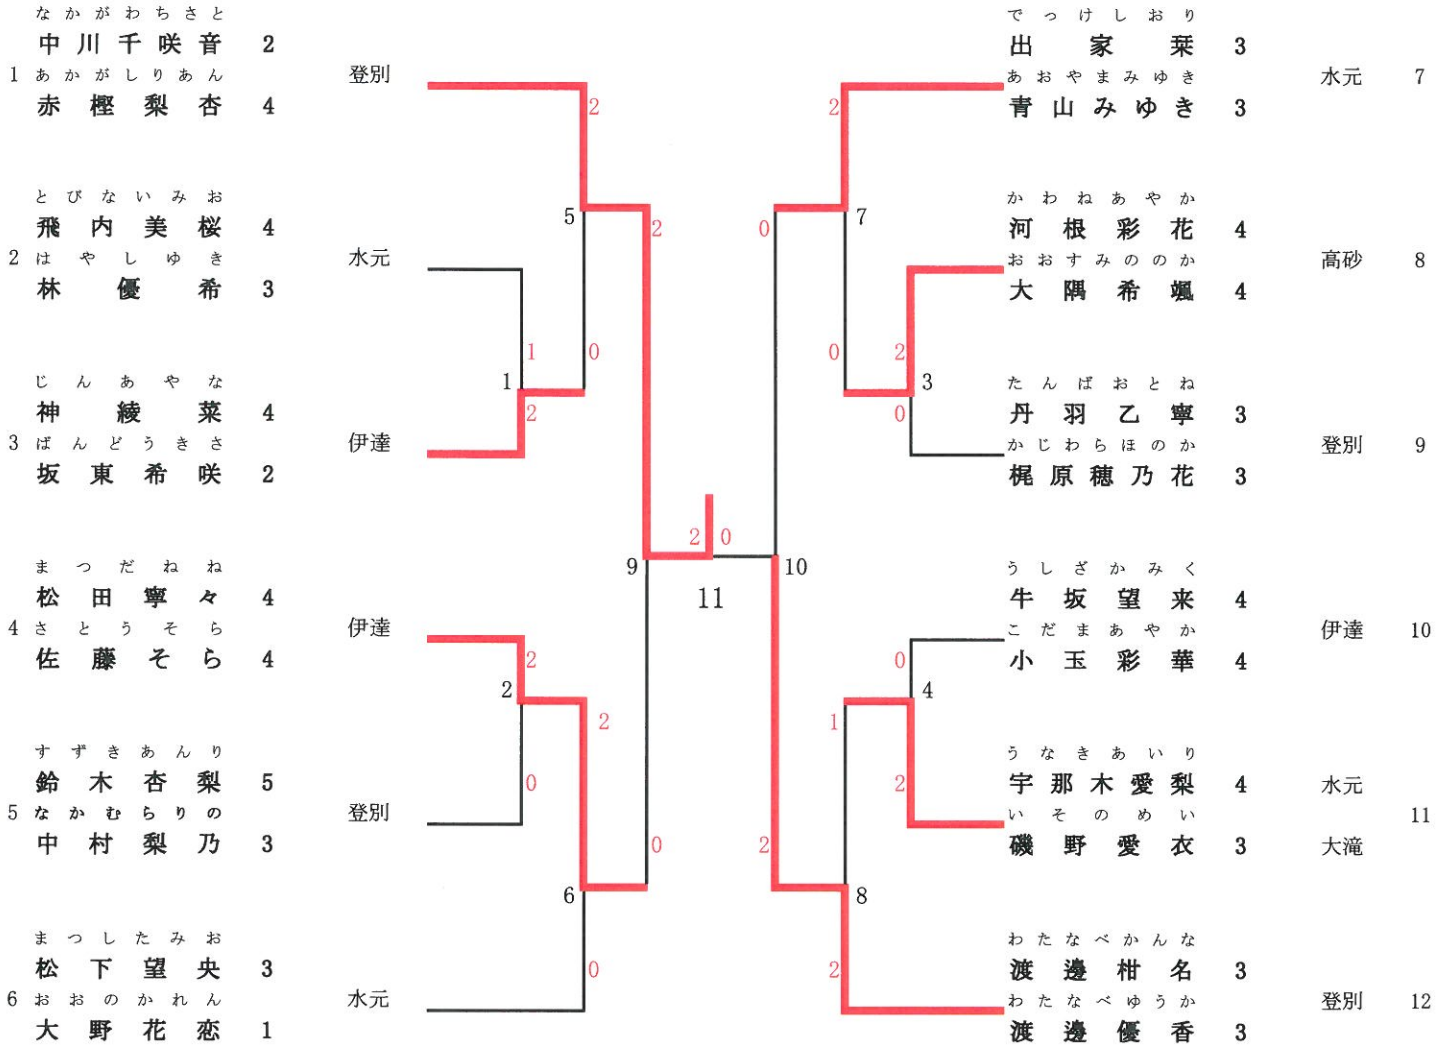 なかがわちさと
中川千咲音 2
1 あかがしりあん 登別
赤樫梨杏 4
とびないみお
飛内美桜 4
2 はやしゆき 水元
林優希 3
じんあやな
神綾菜 4
3 ばんどうきさ 伊達
坂東希咲 2
まつだねね
松田寧々 4
4 さとうそら 伊達
佐藤そら 4
すずきあんり
鈴木杏梨 5
5 なかむらりの 登別
中村梨乃 3
まつしたみお
松下望央 3
6 おおのかれん 水元
大野花恋 1
2
5
2
1
0
1
2
2
2
2
0
0
6
0
9
2 0
11
10
2
0
7
0
2
3
0
0
4
1
2
2
8
2
でっけしおり
出家栞 3
あおやまみゆき 水元 7
青山みゆき 3
かわねあやか
河根彩花 4
おおすみののか 高砂 8
大隅希颯 4
たんばおとね
丹羽乙寧 3
かじわらほのか 登別 9
梶原穂乃花 3
うしざかみく
牛坂望来 4
こだまあやか 伊達 10
小玉彩華 4
うなきあいり
宇那木愛梨 4 水元
いそのめい 11
磯野愛衣 3 大滝
わたなべかんな
渡邊柑名 3
わたなべゆうか 登別 12
渡邊優香 3